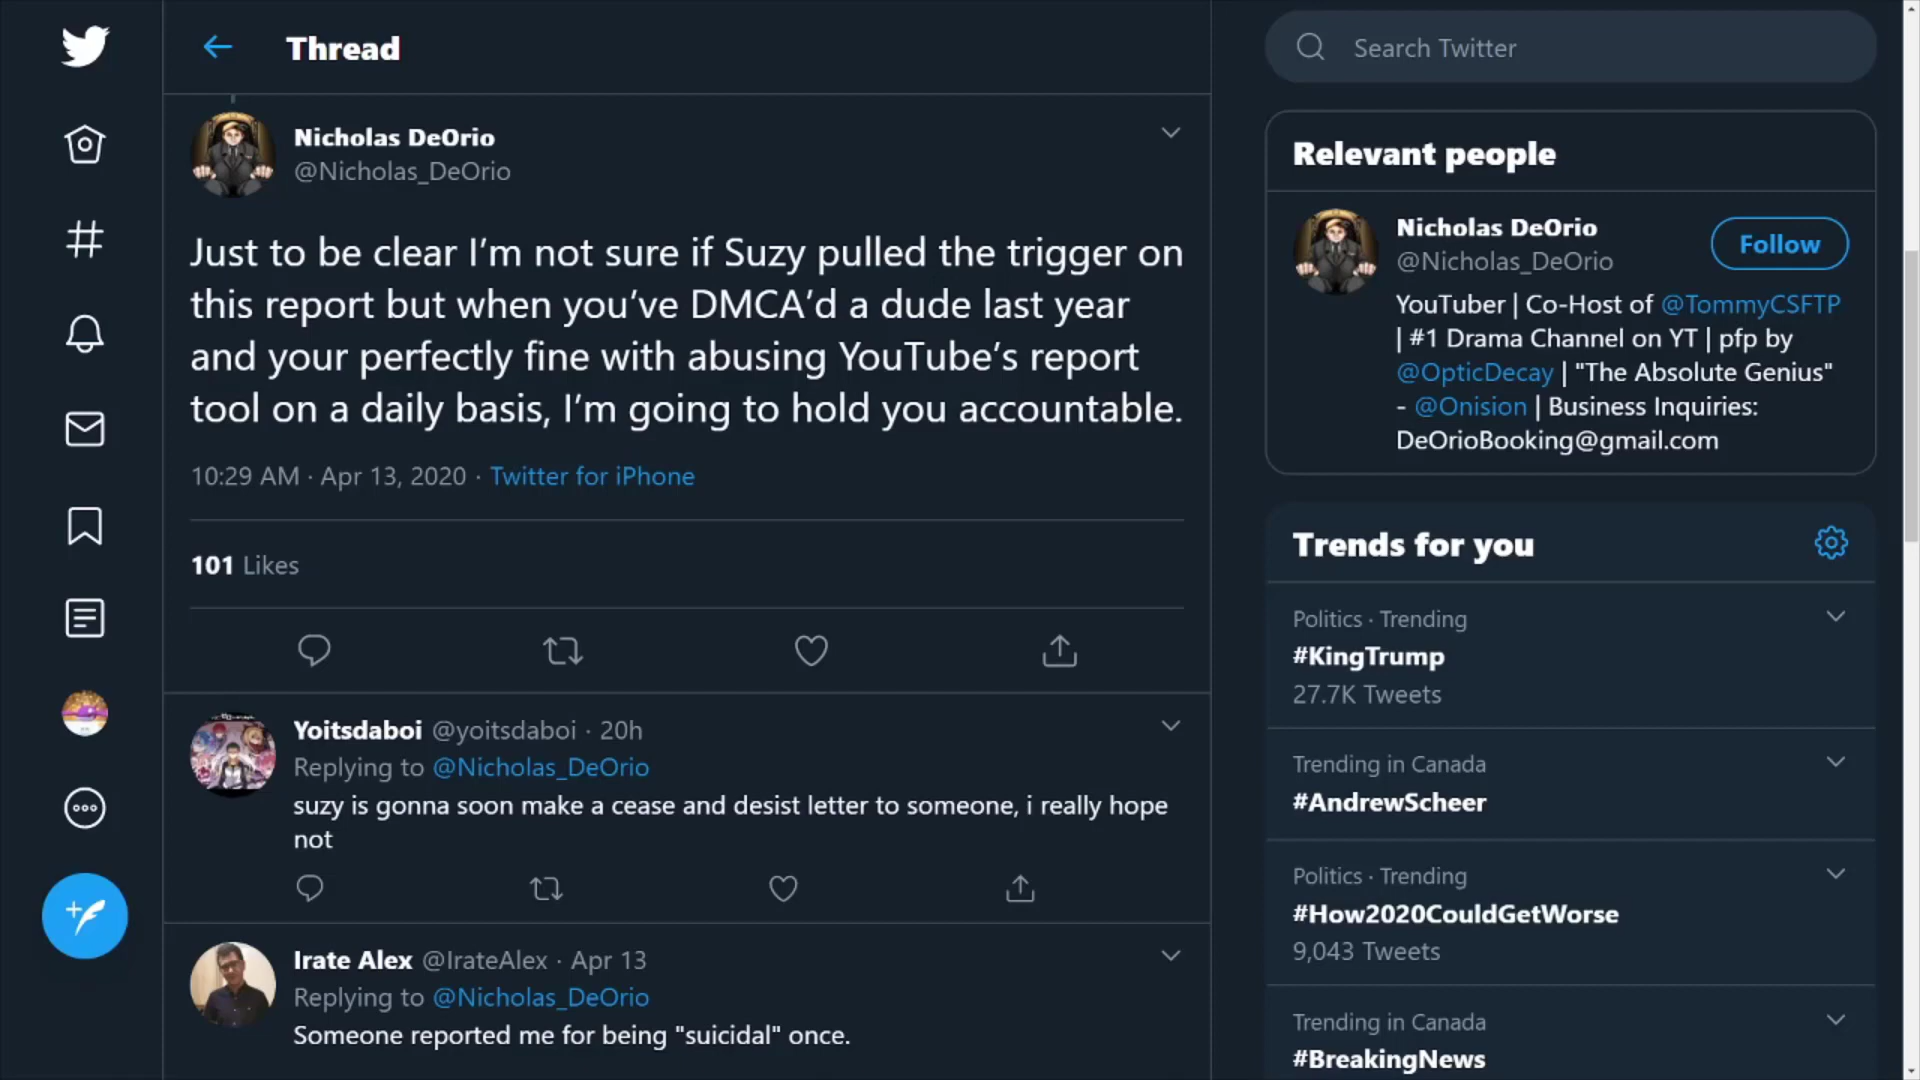 Thread
Nicholas DeOrio
@Nicholas_DeOrio
Just to be clear I’m not sure if Suzy pulled the trigger on
this report but when you’ve DMCA’d a dude last year
and your perfectly fine with abusing YouTube’s report
tool on a daily basis, I’m going to hold you accountable.
10:29 AM · Apr 13, 2020 · Twitter for iPhone
101 Likes
Yoitsdaboi @yoitsdaboi · 20h
Replying to @Nicholas_DeOrio
suzy is gonna soon make a cease and desist letter to someone, i really hope
not
Irate Alex @IrateAlex · Apr 13
Replying to @Nicholas_DeOrio
Someone reported me for being "suicidal" once.
Search Twitter
Relevant people
Nicholas DeOrio
@Nicholas_DeOrio
Follow
YouTuber | Co-Host of @TommyCSFTP
| #1 Drama Channel on YT | pfp by
@OpticDecay | "The Absolute Genius"
- @Onision | Business Inquiries:
DeOrioBooking@gmail.com
Trends for you
Politics · Trending
#KingTrump
27.7K Tweets
Trending in Canada
#AndrewScheer
Politics · Trending
#How2020CouldGetWorse
9,043 Tweets
Trending in Canada
#BreakingNews